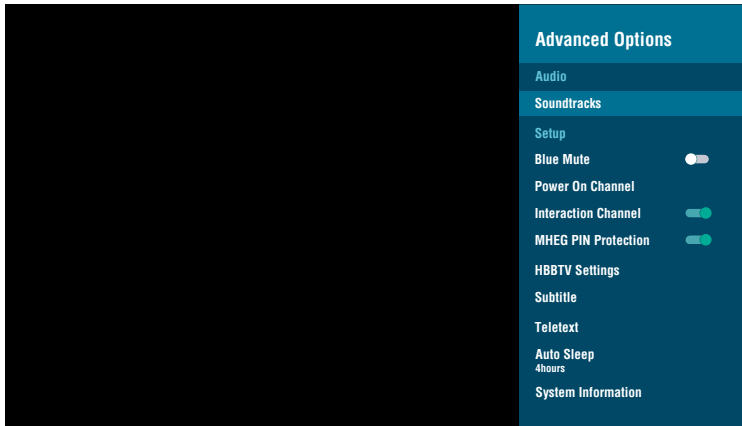 Advanced Options
Audio
Soundtracks
Setup
Blue Mute
Power On Channel
Interaction Channel
MHEG PIN Protection
HBBTV Settings
Subtitle
Teletext
Auto Sleep
4hours
System Information